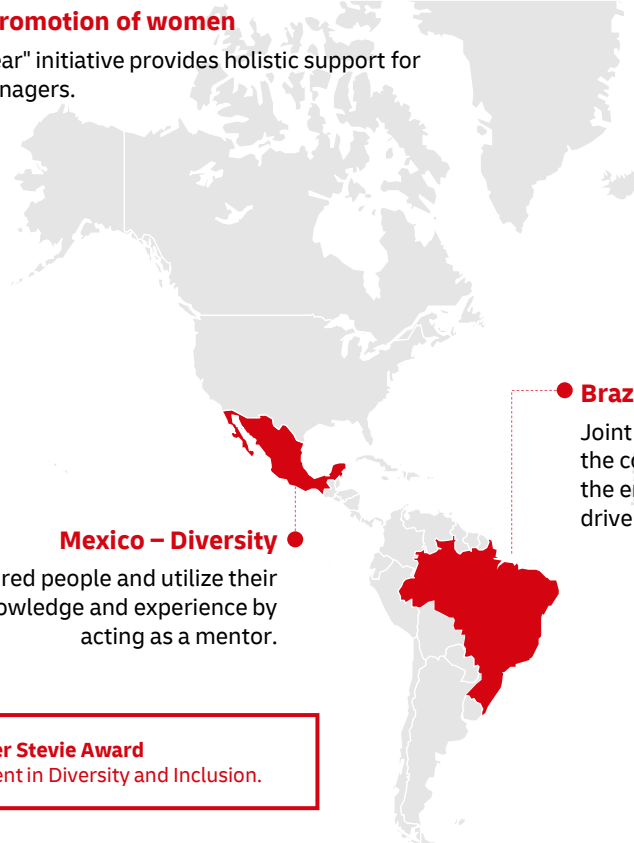 romotion of women
ar" initiative provides holistic support for
nagers.
Braz
Joint
the c
the e
drive
Mexico – Diversity
red people and utilize their
owledge and experience by
acting as a mentor.
er Stevie Award
ent in Diversity and Inclusion.